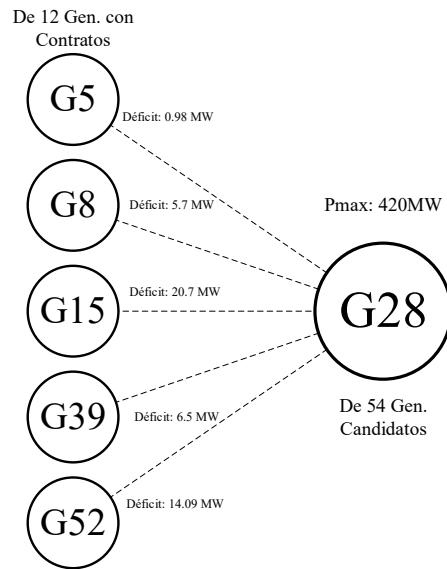 De 12 Gen. con
Contratos
G5
Déficit: 0.98 MW
G8
Déficit: 5.7 MW
Pmax: 420MW
G15
Déficit: 20.7 MW
G28
G39
Déficit: 6.5 MW
De 54 Gen.
Candidatos
G52
Déficit: 14.09 MW